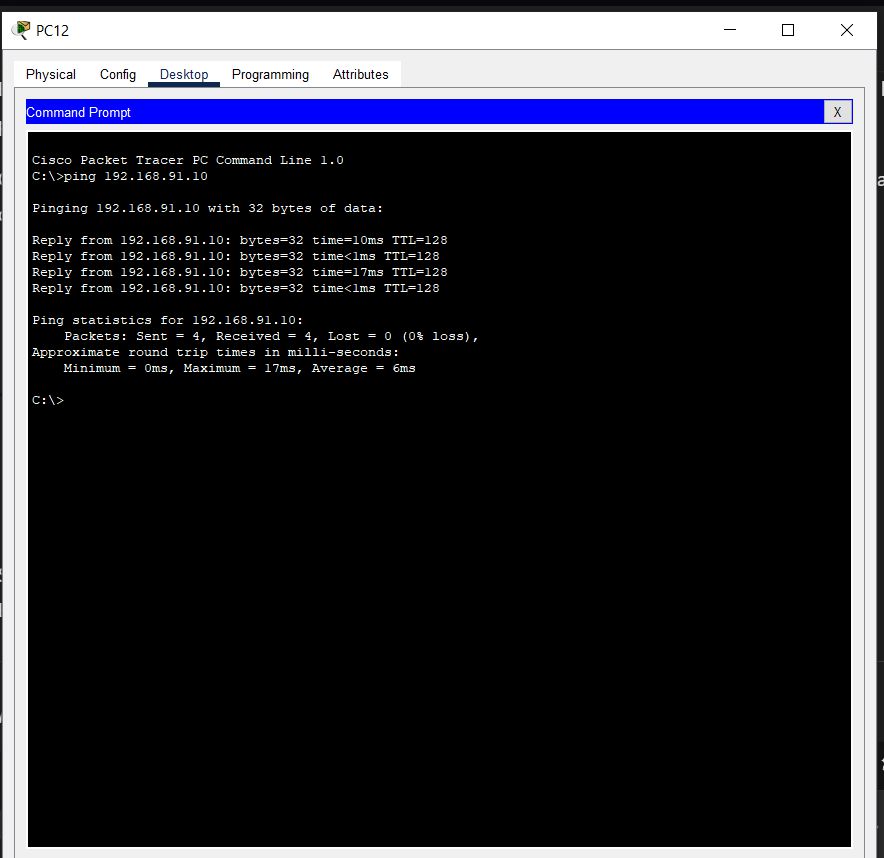 PC12
Physical Config Desktop Programming Attributes
Command Prompt X
Cisco Packet Tracer PC Command Line 1.0
C:\>ping 192.168.91.10
Pinging 192.168.91.10 with 32 bytes of data:
Reply from 192.168.91.10: bytes=32 time=10ms TTL=128
Reply from 192.168.91.10: bytes=32 time<1ms TTL=128
Reply from 192.168.91.10: bytes=32 time=17ms TTL=128
Reply from 192.168.91.10: bytes=32 time<1ms TTL=128
Ping statistics for 192.168.91.10:
Packets: Sent = 4, Received = 4, Lost = 0 (0% loss),
Approximate round trip times in milli-seconds:
Minimum = 0ms, Maximum = 17ms, Average = 6ms
C:\>